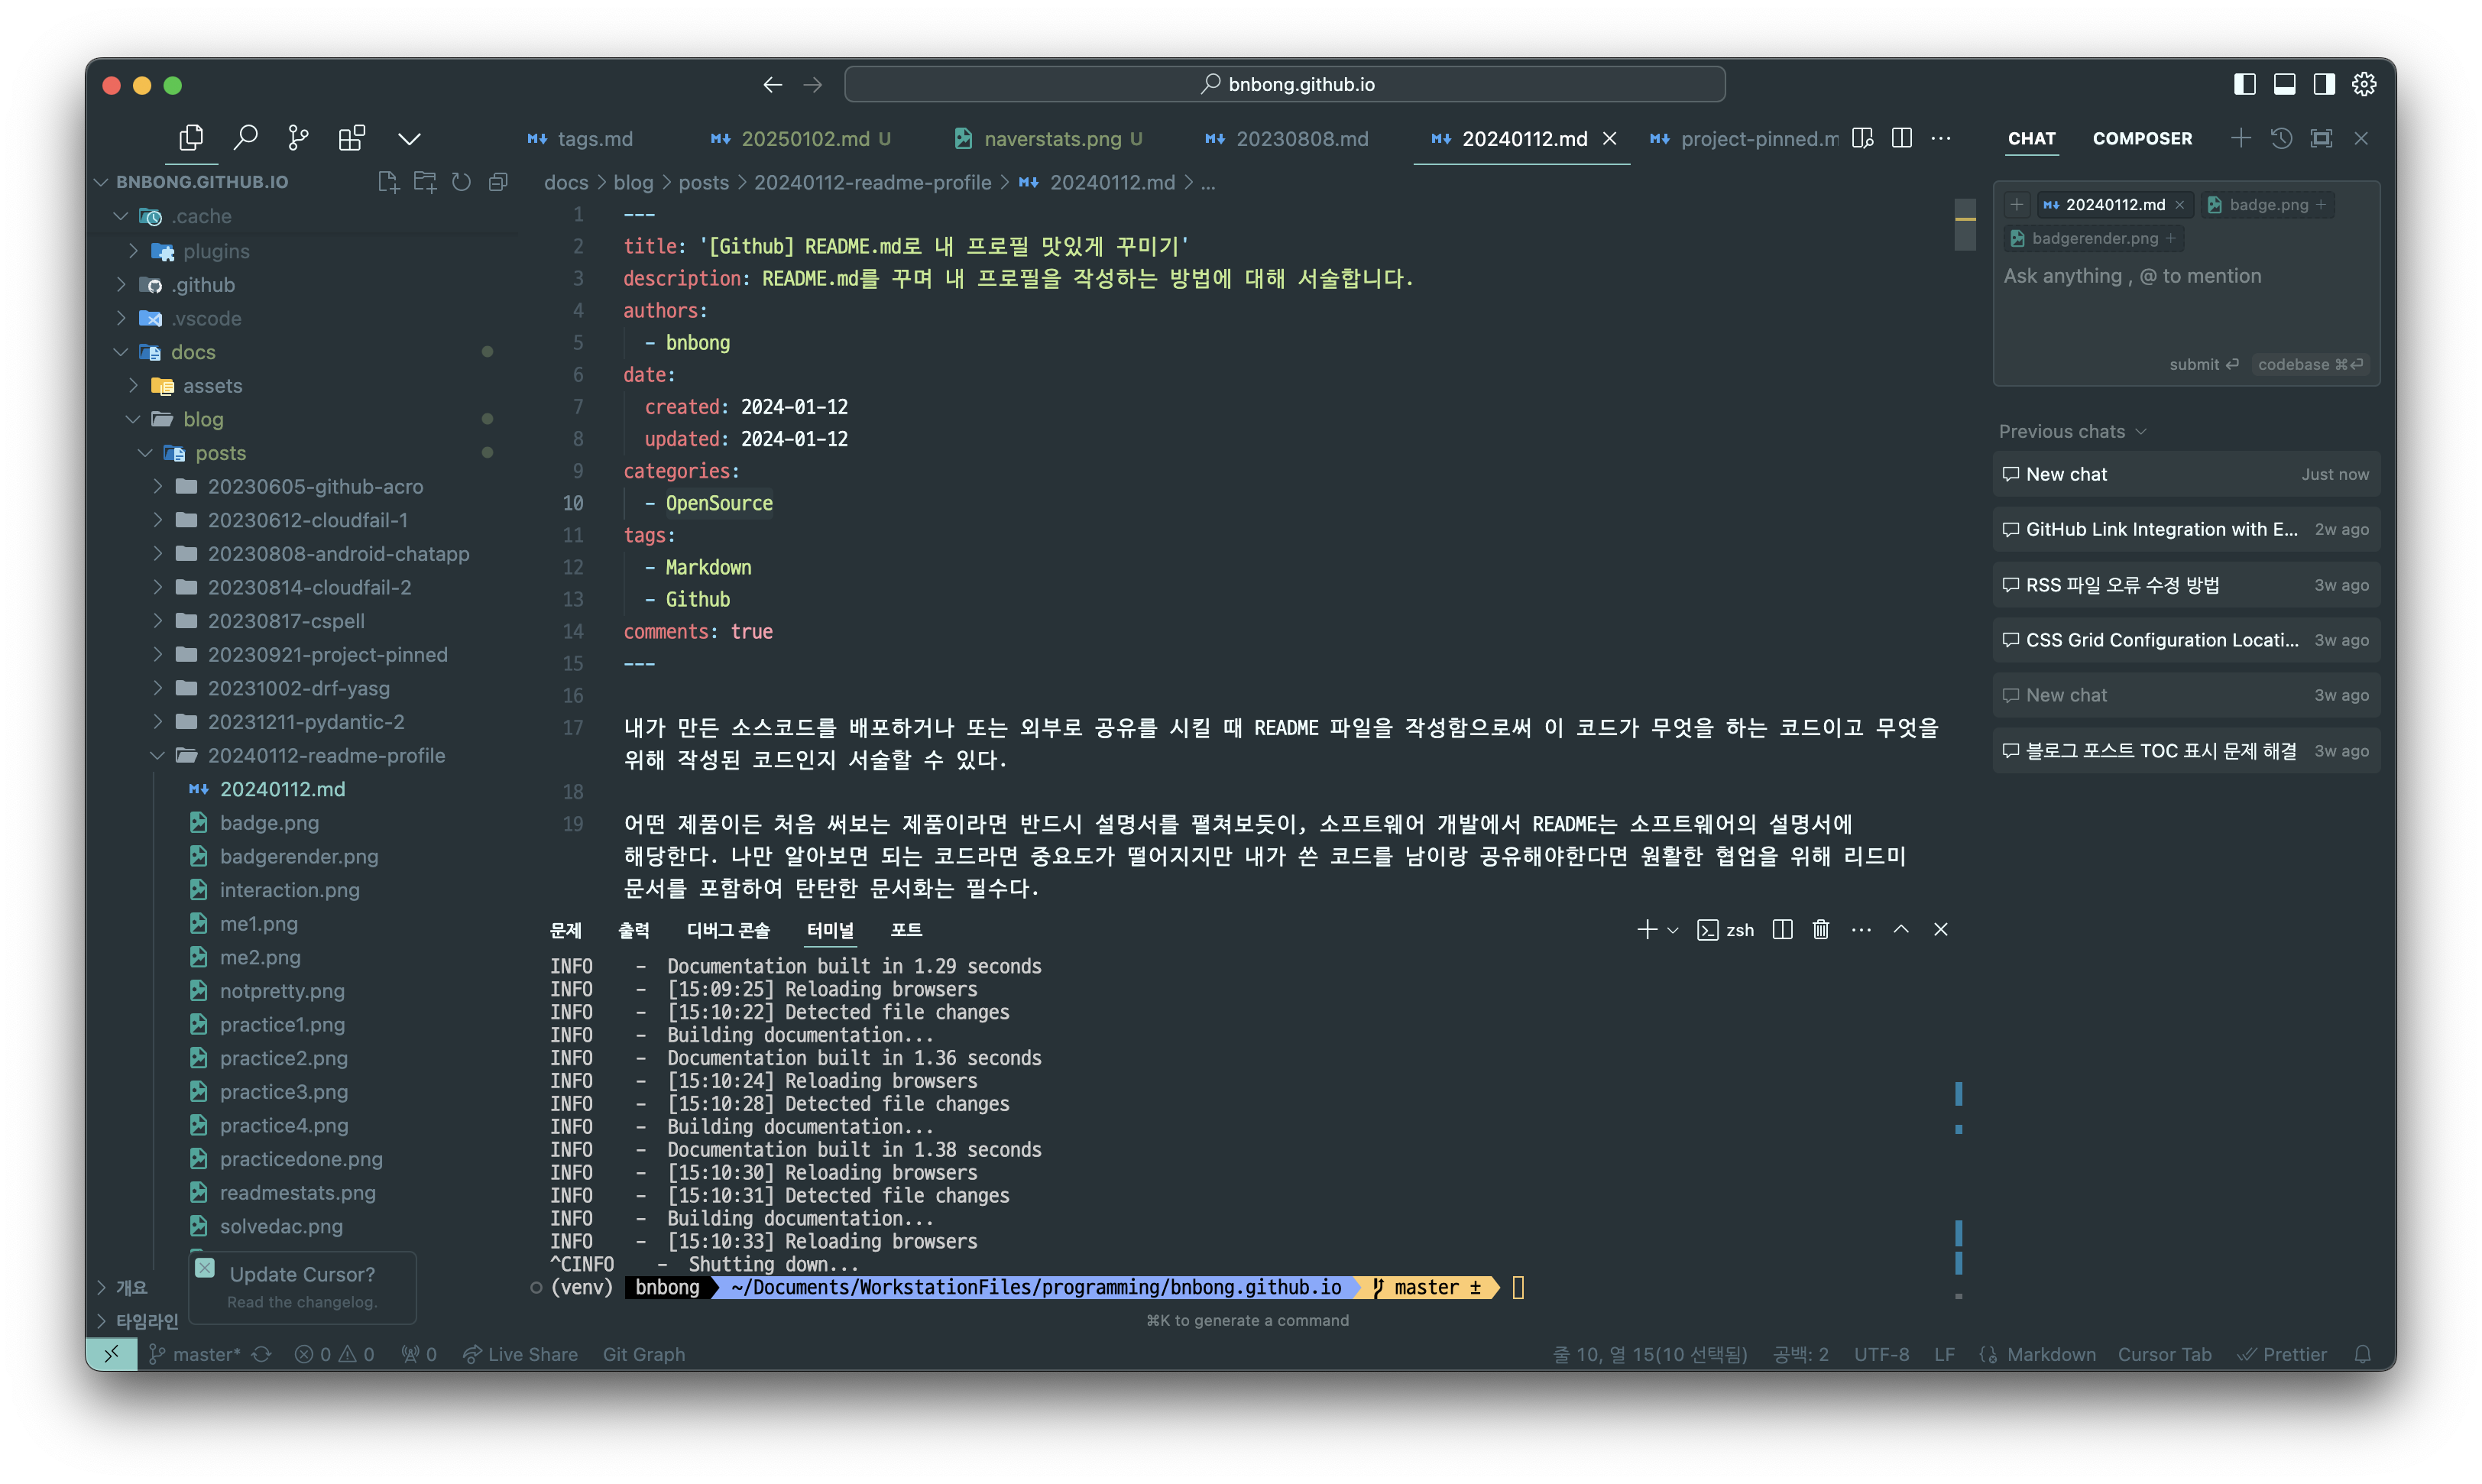 bnbong.github.io
tags.md
20250102.md U
naverstats.png U
20230808.md
20240112.md
project-pinned.m
CHAT
COMPOSER
BNBONG.GITHUB.IO
.cache
plugins
.github
.vscode
docs
assets
blog
posts
20230605-github-acro
20230612-cloudfail-1
20230808-android-chatapp
20230814-cloudfail-2
20230817-cspell
20230921-project-pinned
20231002-drf-yasg
20231211-pydantic-2
20240112-readme-profile
20240112.md
badge.png
badgerender.png
interaction.png
me1.png
me2.png
notpretty.png
practice1.png
practice2.png
practice3.png
practice4.png
practicedone.png
readmestats.png
solvedac.png
개요
타임라인
Update Cursor?
Read the changelog.
docs > blog > posts > 20240112-readme-profile > 20240112.md > ...
1 ---
2 title: '[Github] README.md로 내 프로필 맛있게 꾸미기'
3 description: README.md를 꾸며 내 프로필을 작성하는 방법에 대해 서술합니다.
4 authors:
5 - bnbong
6 date:
7 created: 2024-01-12
8 updated: 2024-01-12
9 categories:
10 - OpenSource
11 tags:
12 - Markdown
13 - Github
14 comments: true
15 ---
16
17 내가 만든 소스코드를 배포하거나 또는 외부로 공유를 시킬 때 README 파일을 작성함으로써 이 코드가 무엇을 하는 코드이고 무엇을
위해 작성된 코드인지 서술할 수 있다.
18
19 어떤 제품이든 처음 써보는 제품이라면 반드시 설명서를 펼쳐보듯이, 소프트웨어 개발에서 README는 소프트웨어의 설명서에
해당한다. 나만 알아보면 되는 코드라면 중요도가 떨어지지만 내가 쓴 코드를 남이랑 공유해야한다면 원활한 협업을 위해 리드미
문서를 포함하여 탄탄한 문서화는 필수다.
문제 출력 디버그 콘솔 터미널 포트
zsh
INFO - Documentation built in 1.29 seconds
INFO - [15:09:25] Reloading browsers
INFO - [15:10:22] Detected file changes
INFO - Building documentation...
INFO - Documentation built in 1.36 seconds
INFO - [15:10:24] Reloading browsers
INFO - [15:10:28] Detected file changes
INFO - Building documentation...
INFO - Documentation built in 1.38 seconds
INFO - [15:10:30] Reloading browsers
INFO - [15:10:31] Detected file changes
INFO - Building documentation...
INFO - [15:10:33] Reloading browsers
^CINFO - Shutting down...
(venv) bnbong ~/Documents/WorkstationFiles/programming/bnbong.github.io master ±
⌘K to generate a command
20240112.md
badge.png
badgerender.png
Ask anything , @ to mention
submit ⏎ codebase ⌘⏎
Previous chats
New chat Just now
GitHub Link Integration with E... 2w ago
RSS 파일 오류 수정 방법 3w ago
CSS Grid Configuration Locati... 3w ago
New chat 3w ago
블로그 포스트 TOC 표시 문제 해결 3w ago
master* 0 0 0 Live Share Git Graph
줄 10, 열 15(10 선택됨) 공백: 2 UTF-8 LF Markdown Cursor Tab Prettier